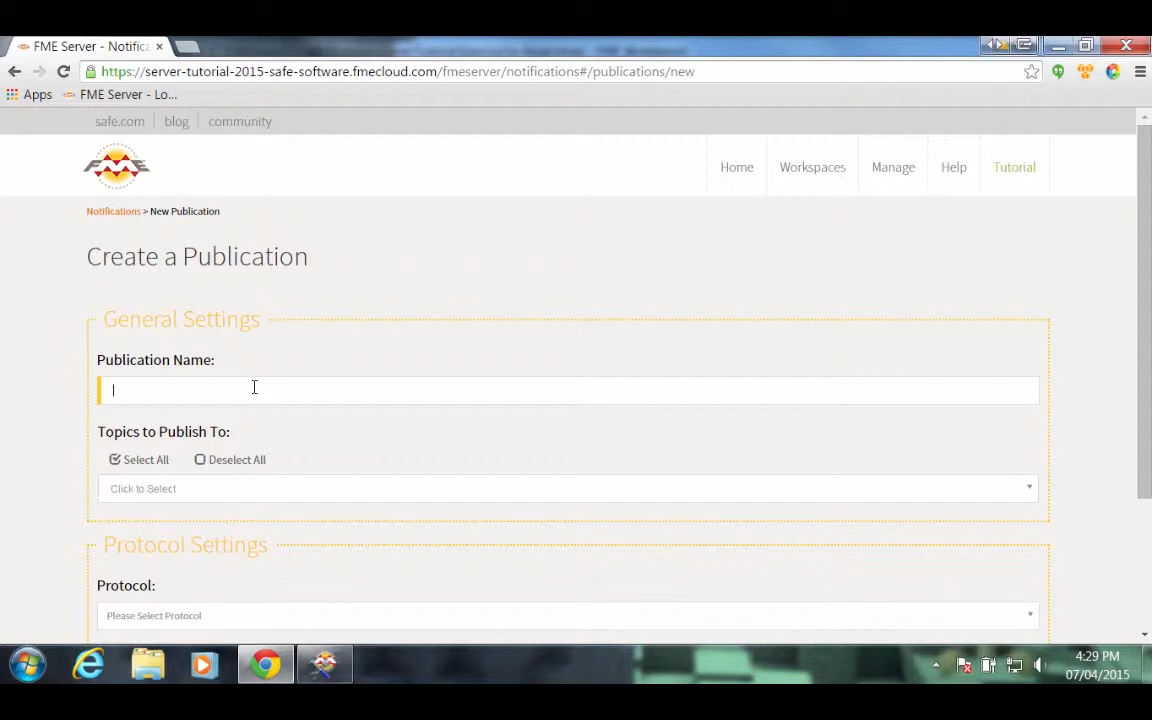 FME Server - Notifica
https://server-tutorial-2015-safe-software.fmecloud.com/fmeserver/notifications#/publications/new
Apps FME Server - Lo...
safe.com blog community
FME Home Workspaces Manage Help Tutorial
Notifications > New Publication
Create a Publication
General Settings
Publication Name:
Topics to Publish To:
Select All Deselect All
Click to Select
Protocol Settings
Protocol:
Please Select Protocol
4:29 PM
07/04/2015